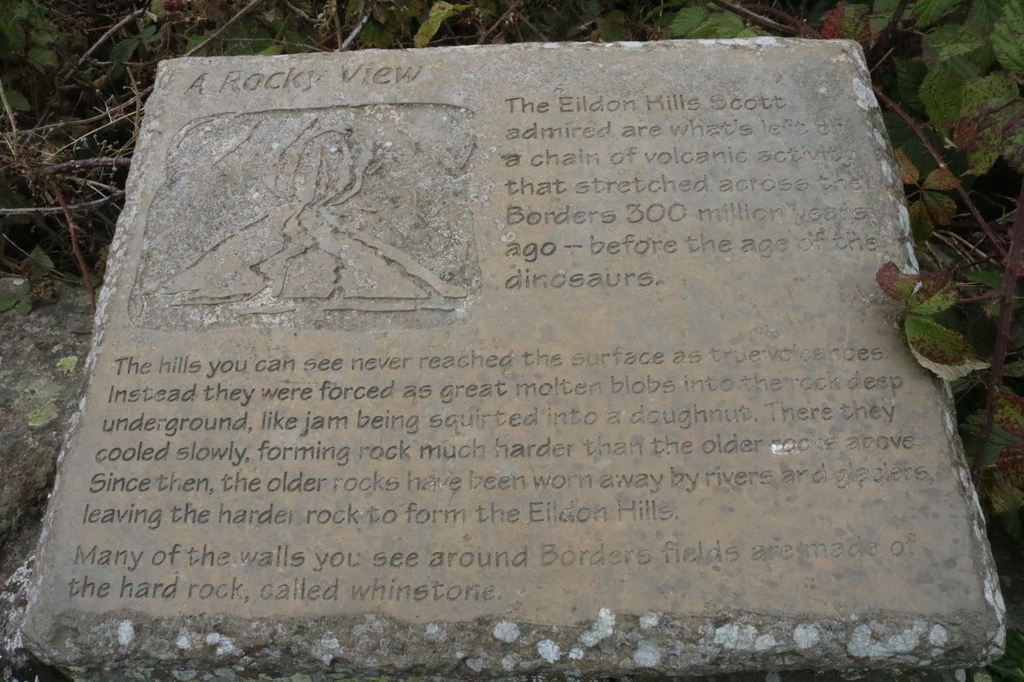 A ROCKY VIEW
The Eildon Hills Scott
admired are what's left of
a chain of volcanic activity
that stretched across the
Borders 300 million years
ago – before the age of the
dinosaurs.
The hills you can see never reached the surface as true volcanoes.
Instead they were forced as great molten blobs into the rock deep
underground, like jam being squirted into a doughnut. There they
cooled slowly, forming rock much harder than the older rocks above.
Since then, the older rocks have been worn away by rivers and glaciers,
leaving the harder rock to form the Eildon Hills.
Many of the walls you see around Borders fields are made of
the hard rock, called whinstone.